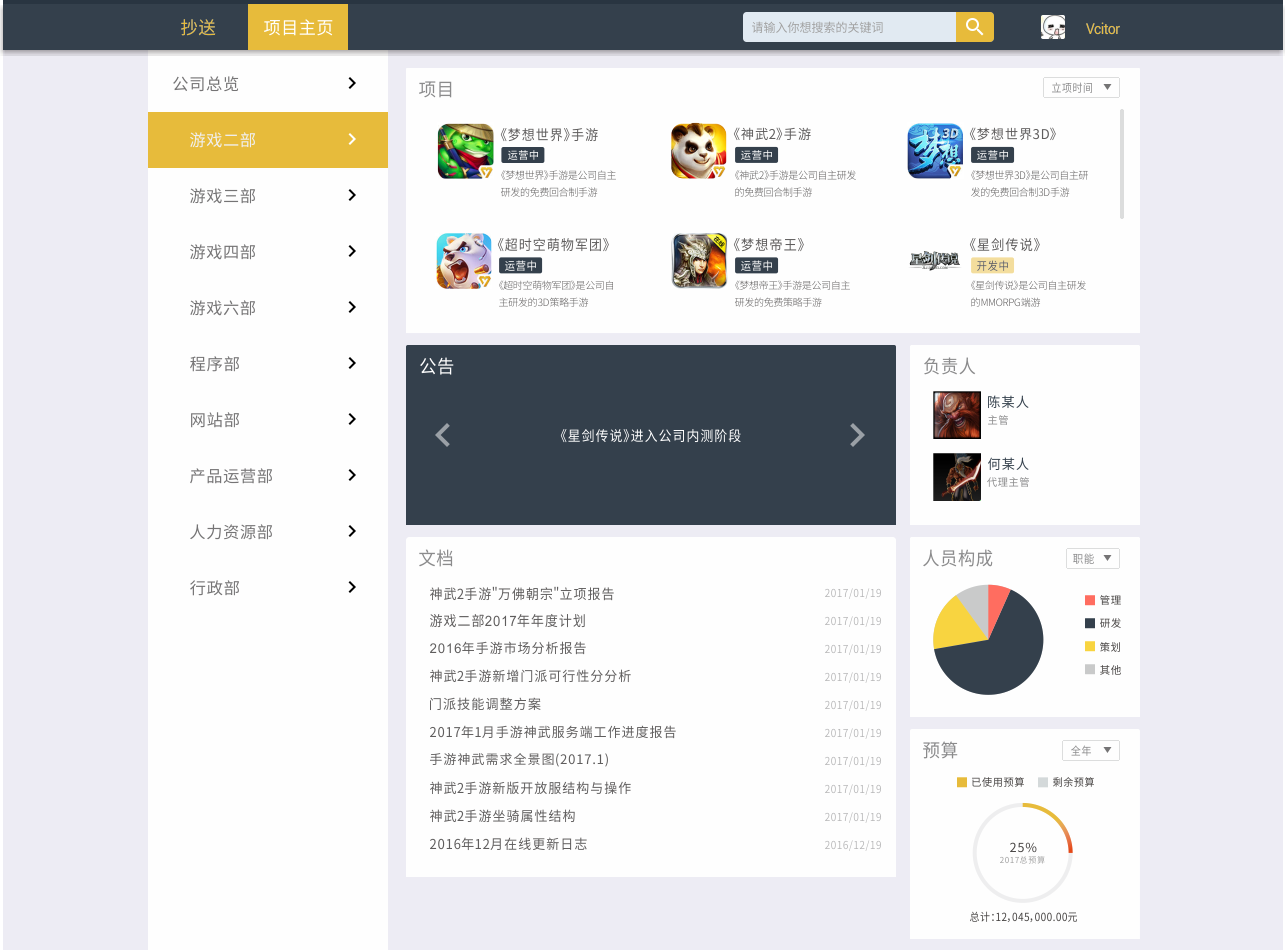 抄送
项目主页
请输入你想搜索的关键词
Vcitor
公司总览
游戏二部
游戏三部
游戏四部
游戏六部
程序部
网站部
产品运营部
人力资源部
行政部
项目
立项时间
《梦想世界》手游
运营中
《梦想世界》手游是公司自主
研发的免费回合制手游
《神武2》手游
运营中
《神武2》手游是公司自主研发
的免费回合制手游
3D
梦想
《梦想世界3D》
运营中
《梦想世界3D》是公司自主研
发的免费回合制3D手游
《超时空萌物军团》
运营中
《超时空萌物军团》是公司自
主研发的3D策略手游
《梦想帝王》
运营中
《梦想帝王》手游是公司自主
研发的免费策略手游
星剑传说
《星剑传说》
开发中
《星剑传说》是公司自主研发
的MMORPG端游
公告
《星剑传说》进入公司内测阶段
负责人
陈某人
主管
何某人
代理主管
文档
神武2手游"万佛朝宗"立项报告 2017/01/19
游戏二部2017年年度计划 2017/01/19
2016年手游市场分析报告 2017/01/19
神武2手游新增门派可行性分分析 2017/01/19
门派技能调整方案 2017/01/19
2017年1月手游神武服务端工作进度报告 2017/01/19
手游神武需求全景图(2017.1) 2017/01/19
神武2手游新版开放服结构与操作 2017/01/19
神武2手游坐骑属性结构 2017/01/19
2016年12月在线更新日志 2016/12/19
人员构成
职能
管理
研发
策划
其他
预算
全年
已使用预算 剩余预算
25%
2017总预算
总计:12,045,000.00元